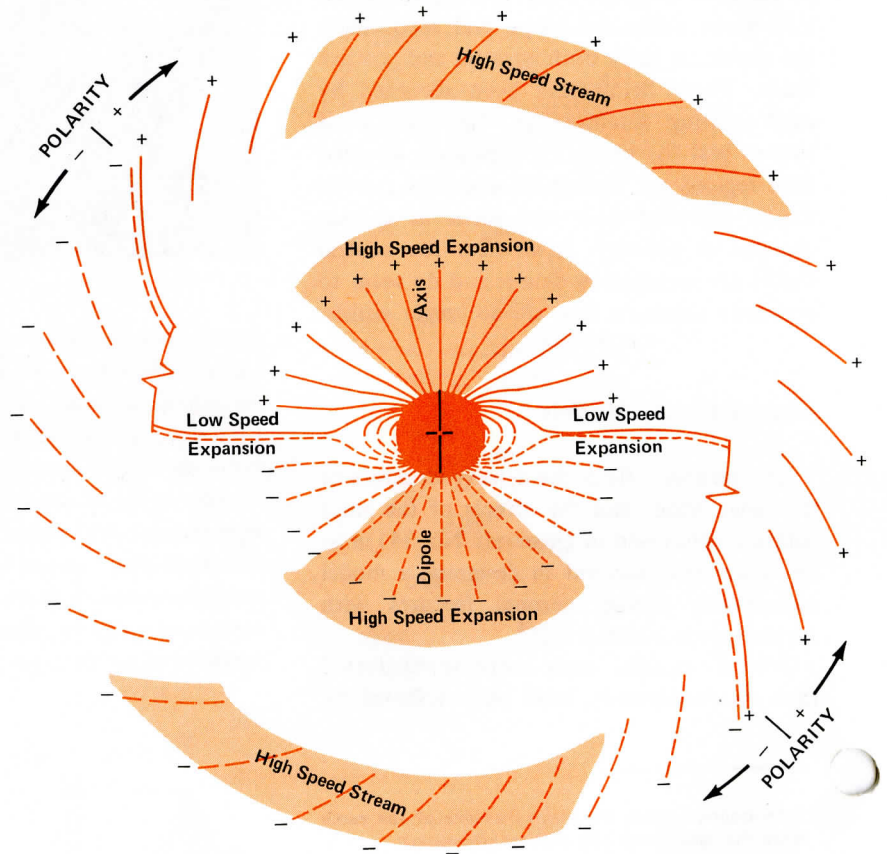 High Speed Stream
POLARITY
+
-
High Speed Expansion
Axis
Low Speed
Expansion
Low Speed
Expansion
Dipole
High Speed Expansion
High Speed Stream
+
-
POLARITY